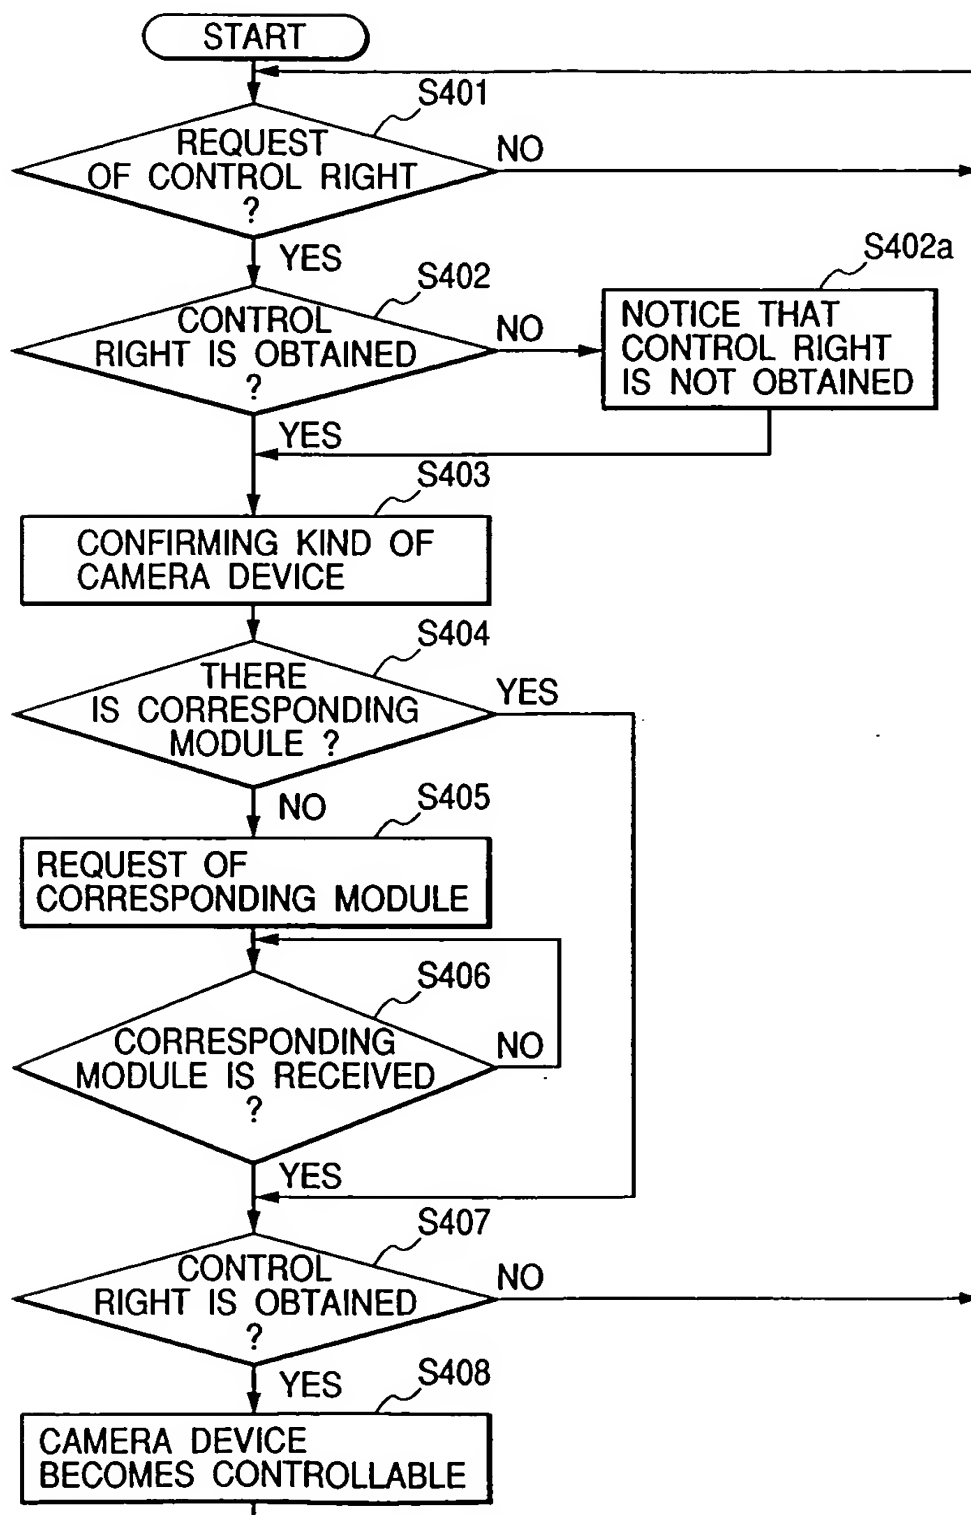 START
S401
REQUEST
OF CONTROL RIGHT
?
NO
YES
S402
CONTROL
RIGHT IS OBTAINED
?
NO
S402a
NOTICE THAT
CONTROL RIGHT
IS NOT OBTAINED
YES
S403
CONFIRMING KIND OF
CAMERA DEVICE
S404
THERE
IS CORRESPONDING
MODULE ?
YES
NO
S405
REQUEST OF
CORRESPONDING MODULE
S406
CORRESPONDING
MODULE IS RECEIVED
?
NO
YES
S407
CONTROL
RIGHT IS OBTAINED
?
NO
YES
S408
CAMERA DEVICE
BECOMES CONTROLLABLE